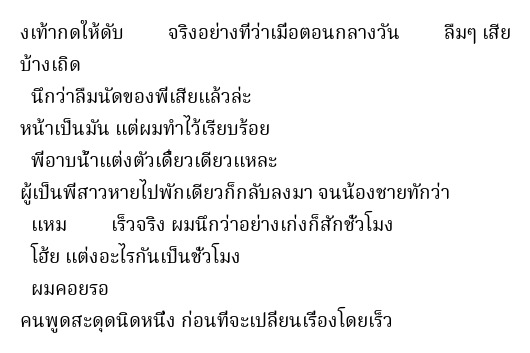 งเท้ากดให้ดับ จริงอย่างที่ว่าเมื่อตอนกลางวัน ลืมๆ เสีย
บ้างเถิด
นึกว่าลืมนัดของพี่เสียแล้วล่ะ
หน้าเป็นมัน แต่ผมทำไว้เรียบร้อย
พี่อาบน้ำแต่งตัวเดี๋ยวเดียวแหละ
ผู้เป็นพี่สาวหายไปพักเดียวก็กลับลงมา จนน้องชายทักว่า
แหม เร็วจริง ผมนึกว่าอย่างเก่งก็สักชั่วโมง
โฮ้ย แต่งอะไรกันเป็นชั่วโมง
ผมคอยรอ
คนพูดสะดุดนิดหนึ่ง ก่อนที่จะเปลี่ยนเรื่องโดยเร็ว